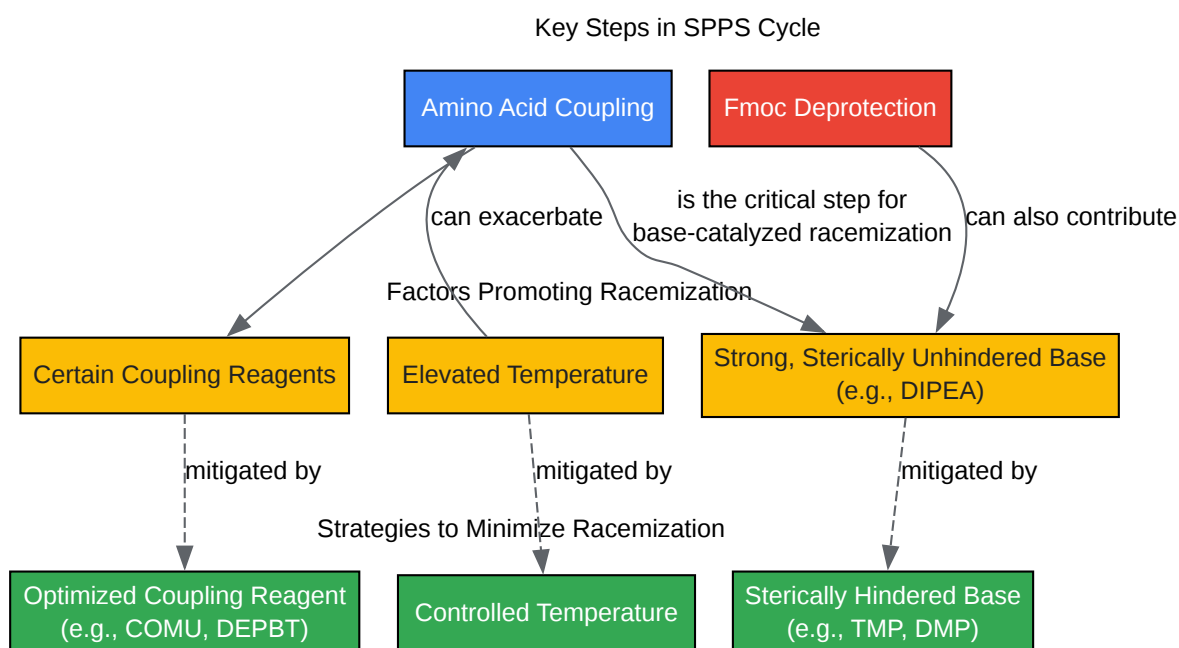 Key Steps in SPPS Cycle
Amino Acid Coupling
Fmoc Deprotection
can exacerbate
is the critical step for
base-catalyzed racemization
can also contribute
Factors Promoting Racemization
Certain Coupling Reagents
Elevated Temperature
Strong, Sterically Unhindered Base
(e.g., DIPEA)
mitigated by
mitigated by
mitigated by
Strategies to Minimize Racemization
Optimized Coupling Reagent
(e.g., COMU, DEPBT)
Controlled Temperature
Sterically Hindered Base
(e.g., TMP, DMP)